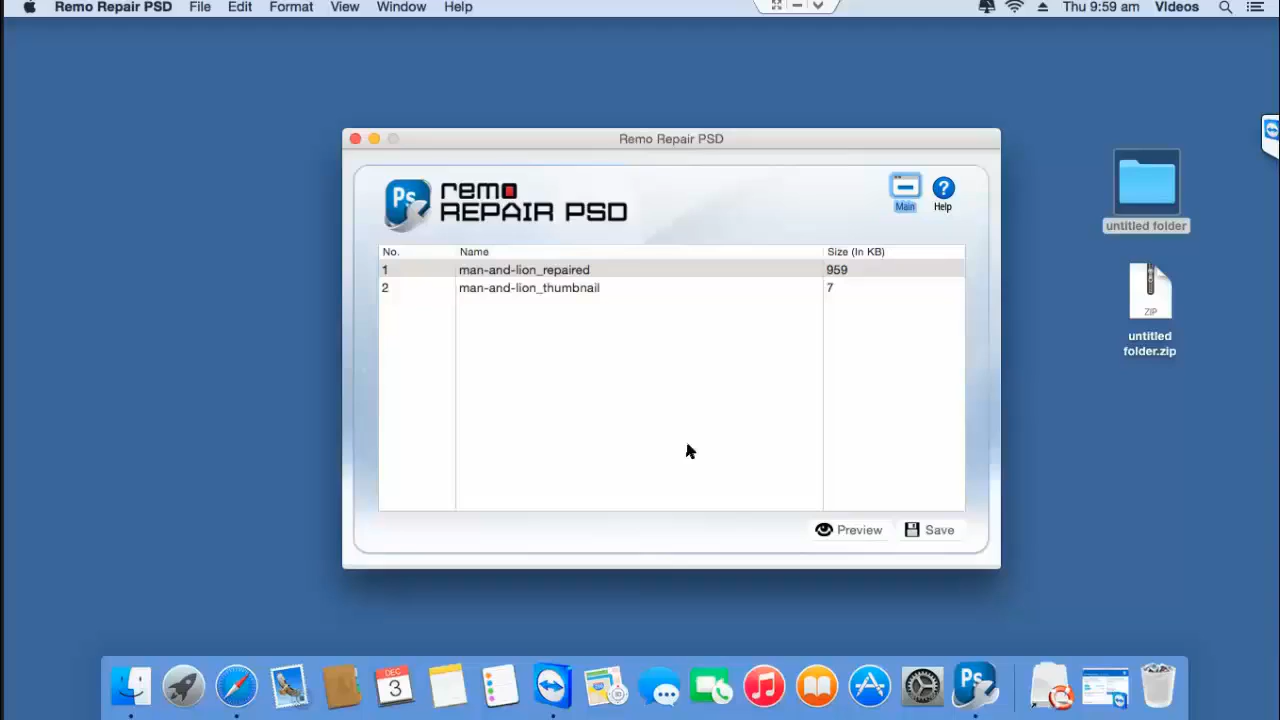 Remo Repair PSD File Edit Format View Window Help Thu 9:59 am Videos
Remo Repair PSD
Ps
remo
REPAIR PSD
Main
Help
No. Name Size (In KB)
1 man-and-lion_repaired 959
2 man-and-lion_thumbnail 7
Preview Save
untitled folder
ZIP
untitled
folder.zip
DEC
3
Ps